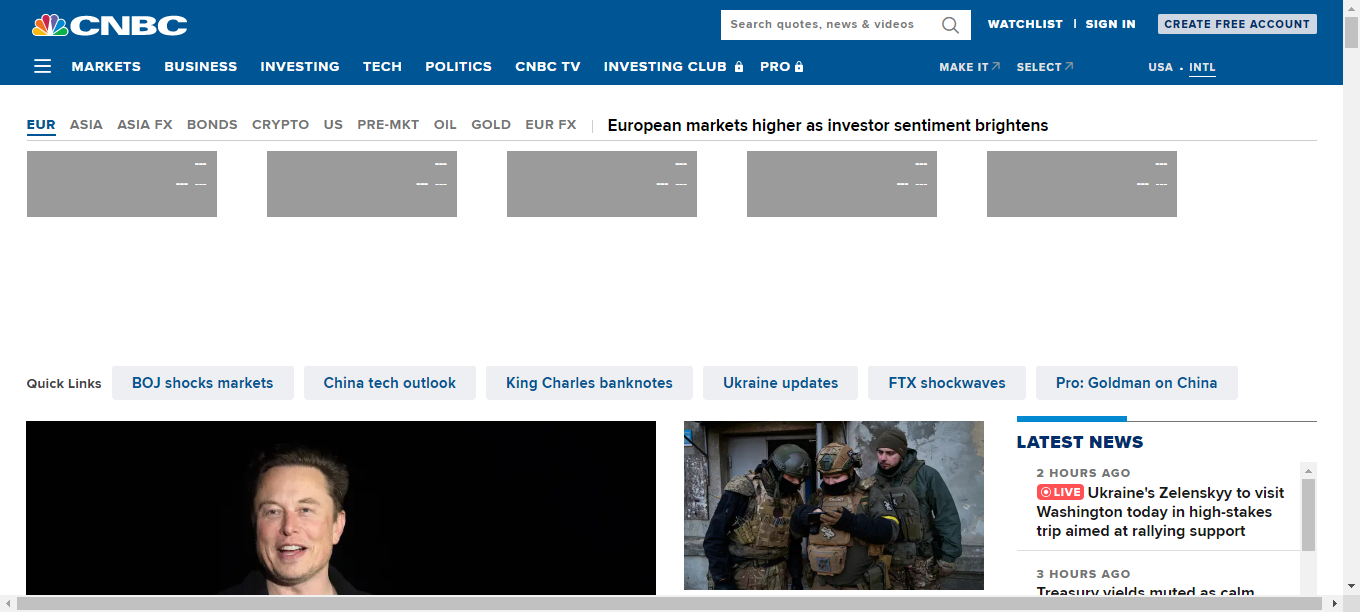 CNBC
Search quotes, news & videos
WATCHLIST | SIGN IN
CREATE FREE ACCOUNT
MARKETS BUSINESS INVESTING TECH POLITICS CNBC TV INVESTING CLUB PRO
MAKE IT SELECT
USA · INTL
EUR ASIA ASIA FX BONDS CRYPTO US PRE-MKT OIL GOLD EUR FX
European markets higher as investor sentiment brightens
--- --- --- --- ---
--- --- --- --- --- --- --- --- --- ---
Quick Links BOJ shocks markets China tech outlook King Charles banknotes Ukraine updates FTX shockwaves Pro: Goldman on China
LATEST NEWS
2 HOURS AGO
LIVE Ukraine's Zelenskyy to visit
Washington today in high-stakes
trip aimed at rallying support
3 HOURS AGO
Treasury yields muted as calm